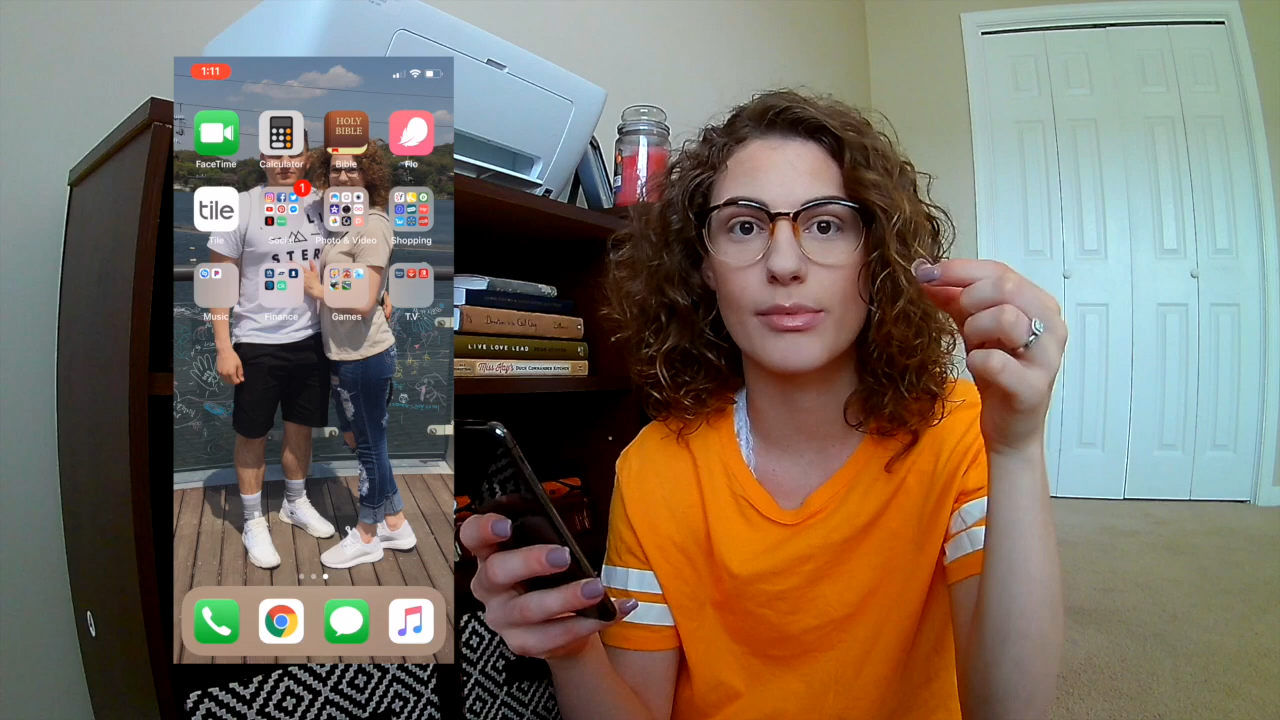 1:11
HOLY
BIBLE
FaceTime
Calculator
Bible
Flo
tile
1
Tile
Social
Photo & Video
Shopping
Music
Finance
Games
T.V
LIVE LOVE LEAD
Miss Kay's DUCK COMMANDER KITCHEN